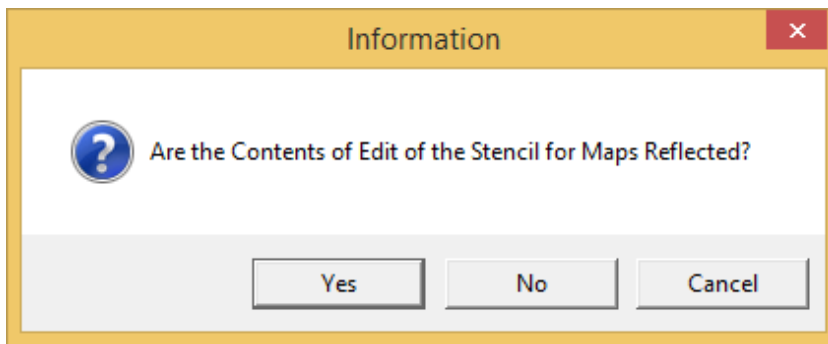 Information
Are the Contents of Edit of the Stencil for Maps Reflected?
Yes
No
Cancel